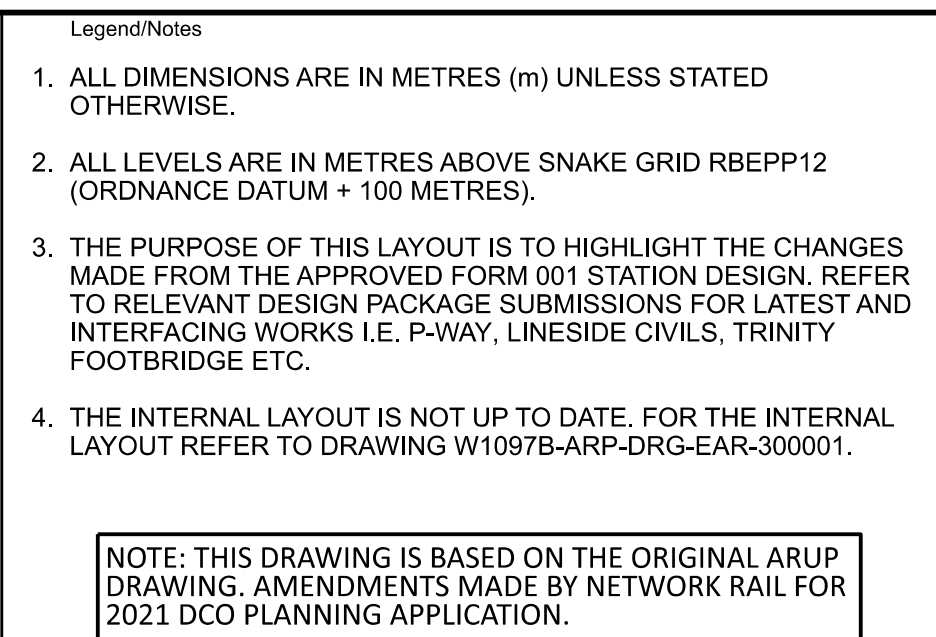 Legend/Notes
1. ALL DIMENSIONS ARE IN METRES (m) UNLESS STATED
OTHERWISE.
2. ALL LEVELS ARE IN METRES ABOVE SNAKE GRID RBEPP12
(ORDNANCE DATUM + 100 METRES).
3. THE PURPOSE OF THIS LAYOUT IS TO HIGHLIGHT THE CHANGES
MADE FROM THE APPROVED FORM 001 STATION DESIGN. REFER
TO RELEVANT DESIGN PACKAGE SUBMISSIONS FOR LATEST AND
INTERFACING WORKS I.E. P-WAY, LINESIDE CIVILS, TRINITY
FOOTBRIDGE ETC.
4. THE INTERNAL LAYOUT IS NOT UP TO DATE. FOR THE INTERNAL
LAYOUT REFER TO DRAWING W1097B-ARP-DRG-EAR-300001.
NOTE: THIS DRAWING IS BASED ON THE ORIGINAL ARUP
DRAWING. AMENDMENTS MADE BY NETWORK RAIL FOR
2021 DCO PLANNING APPLICATION.